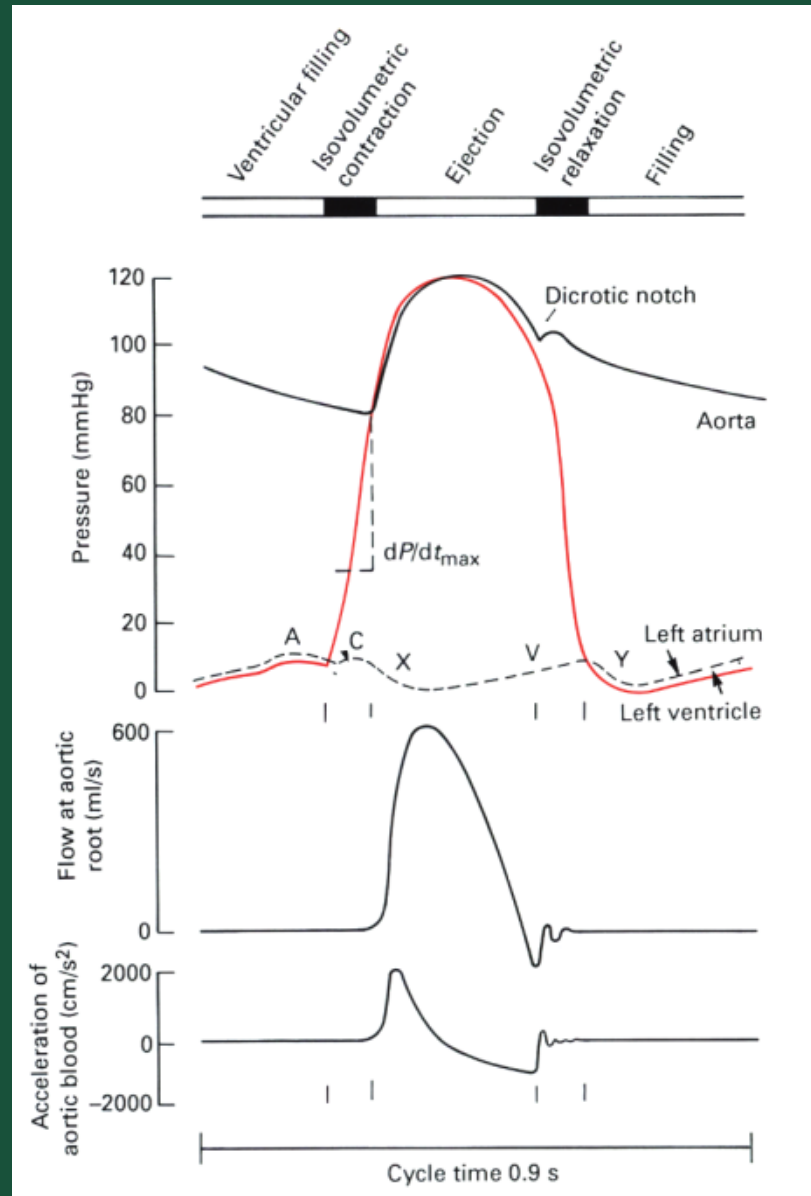 Ventricular filling
Isovolumetric
contraction
Ejection
Isovolumetric
relaxation
Filling
120
100
80
60
40
20
0
Pressure (mmHg)
Dicrotic notch
Aorta
dP/dtmax
A
C
X
V
Y
Left atrium
Left ventricle
600
0
Flow at aortic
root (ml/s)
2000
0
–2000
Acceleration of
aortic blood (cm/s²)
Cycle time 0.9 s